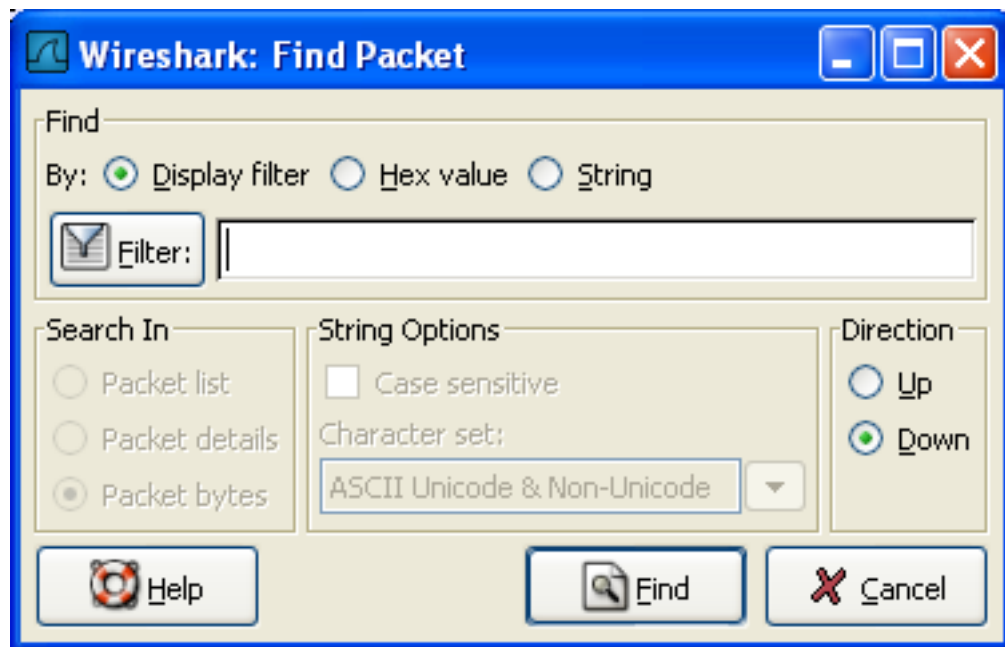 Wireshark: Find Packet
Find
By: Display filter Hex value String
Filter:
Search In
Packet list
Packet details
Packet bytes
String Options
Case sensitive
Character set:
ASCII Unicode & Non-Unicode
Direction
Up
Down
Help
Find
Cancel